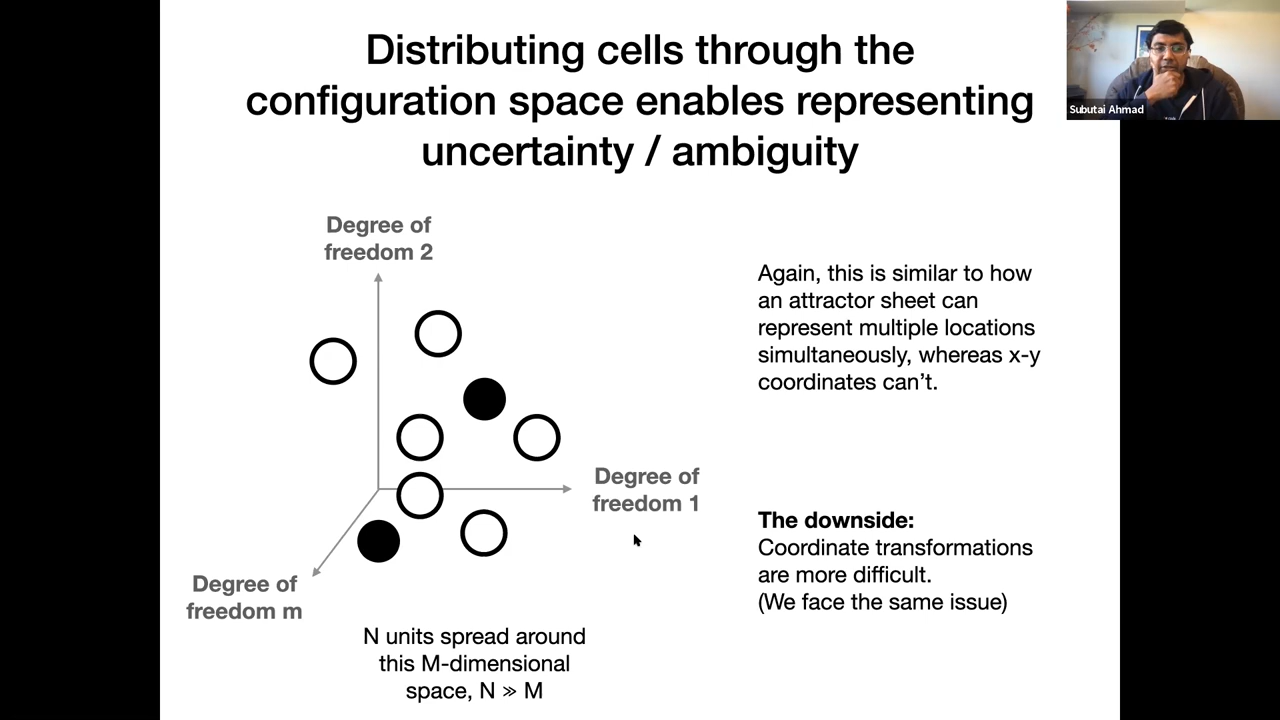 Distributing cells through the
configuration space enables representing
uncertainty / ambiguity
Subutai Ahmad
Degree of
freedom 2
Again, this is similar to how
an attractor sheet can
represent multiple locations
simultaneously, whereas x-y
coordinates can't.
Degree of
freedom 1
The downside:
Coordinate transformations
are more difficult.
(We face the same issue)
Degree of
freedom m
N units spread around
this M-dimensional
space, N ≫ M